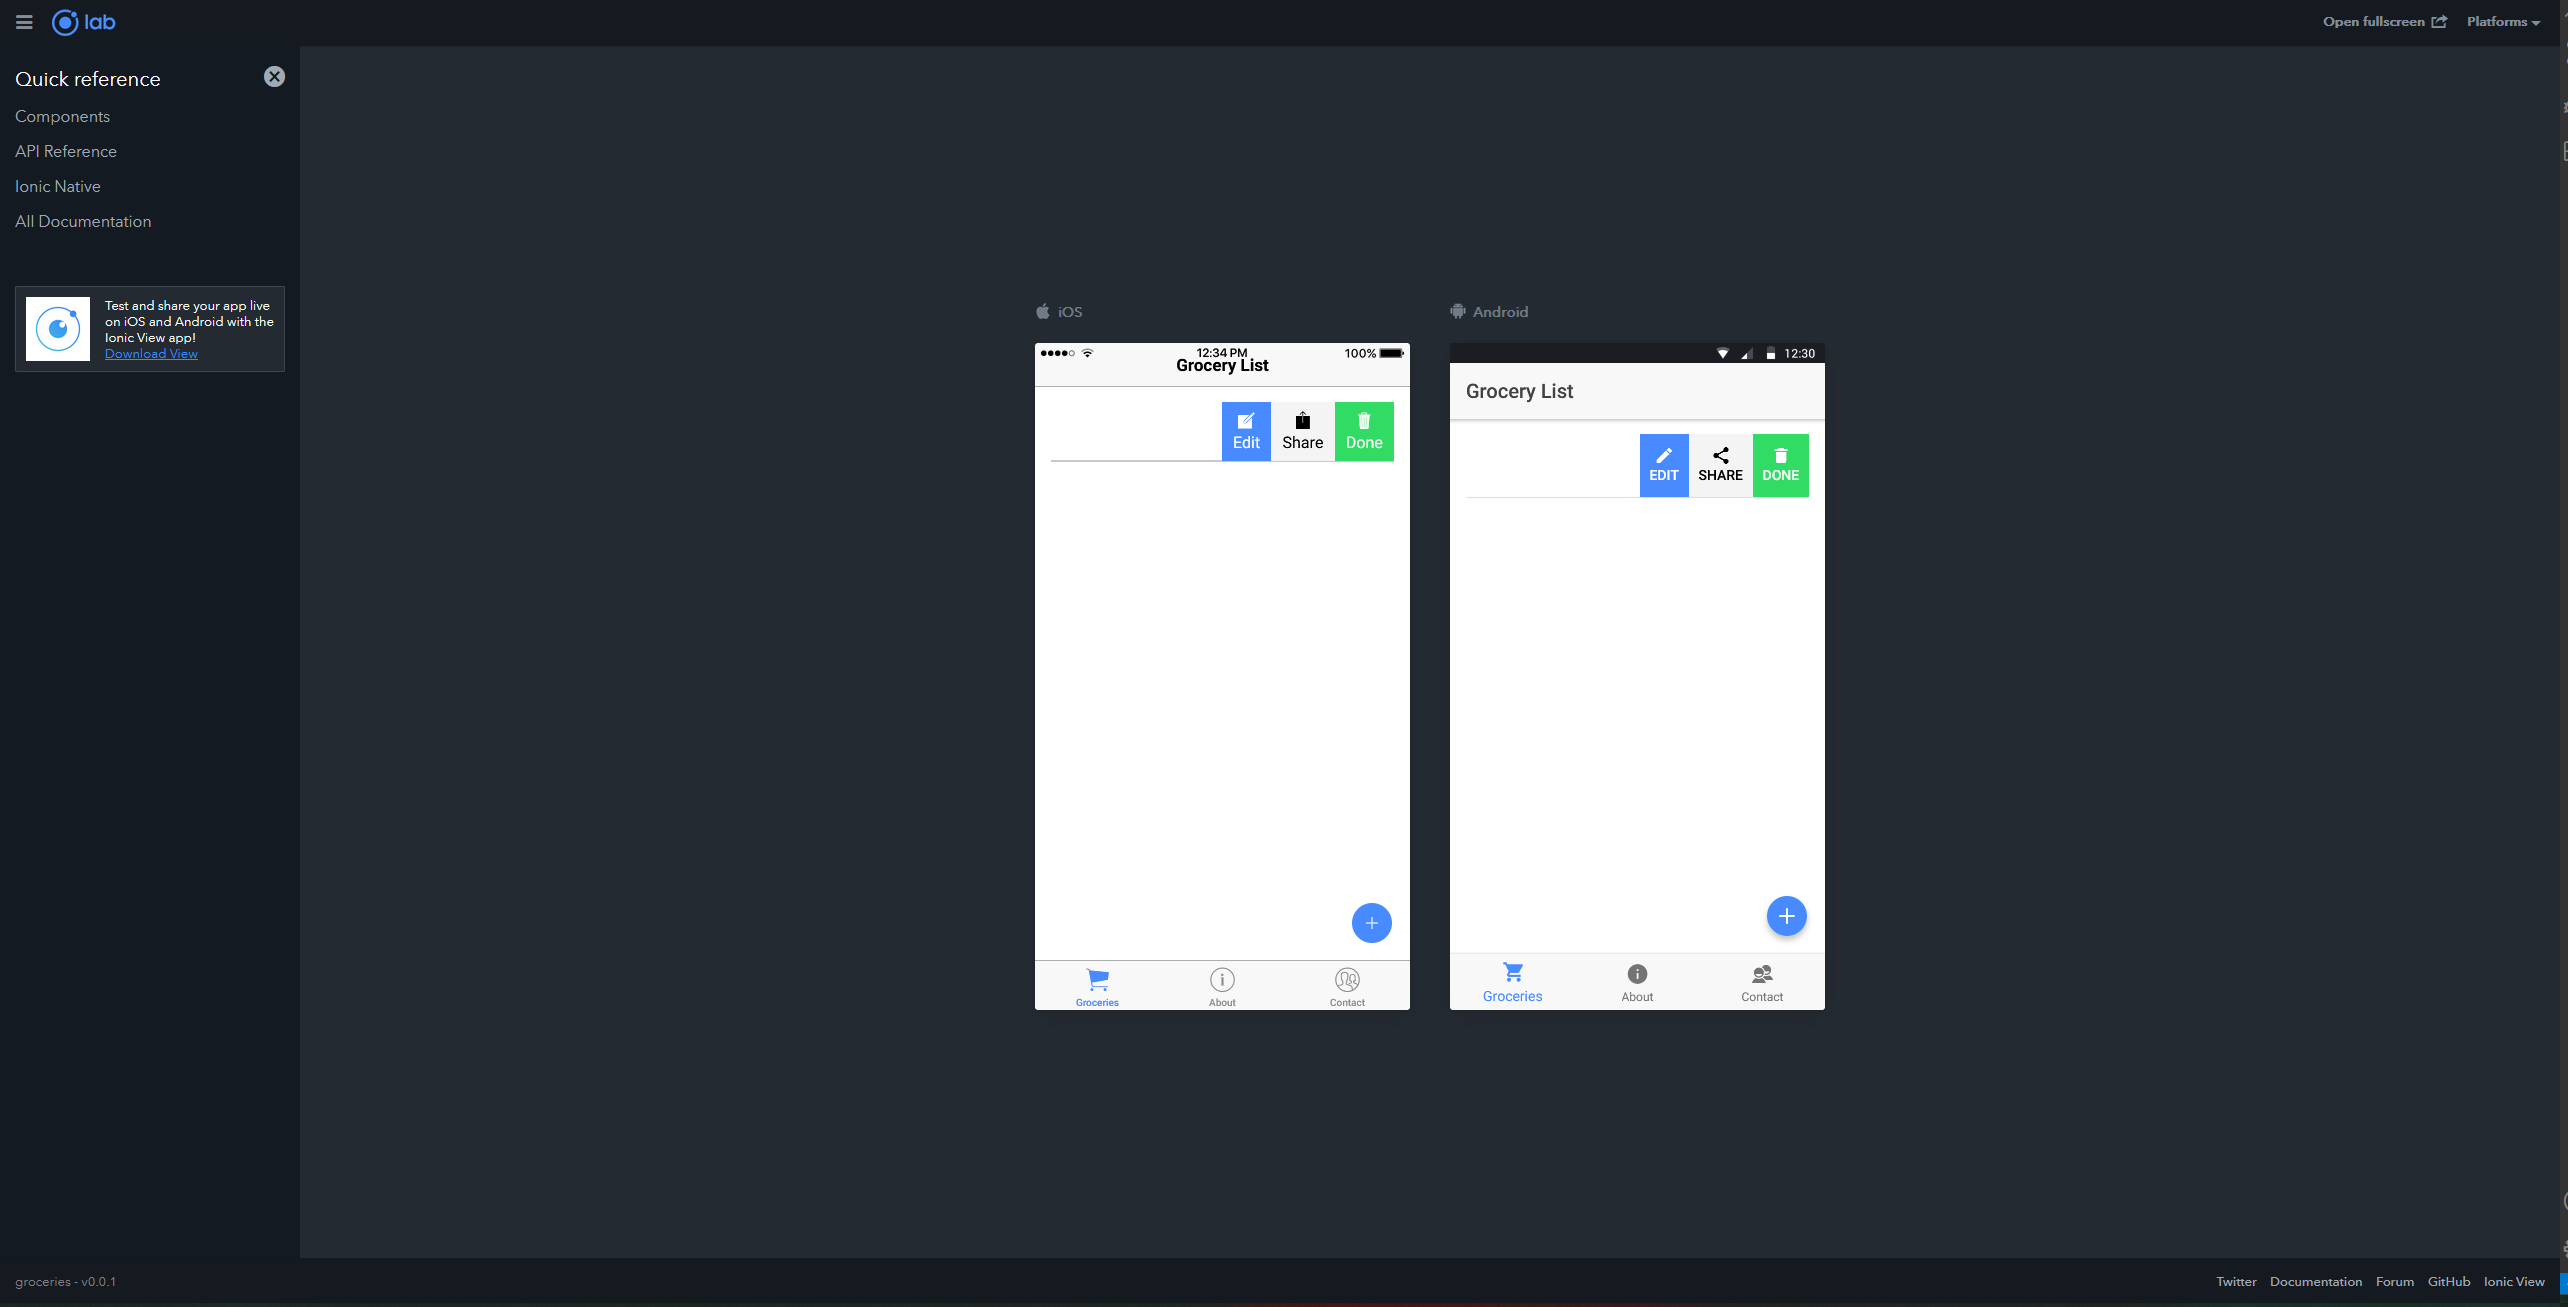 lab
Open fullscreen
Platforms
Quick reference
Components
API Reference
Ionic Native
All Documentation
Test and share your app live
on iOS and Android with the
Ionic View app!
Download View
iOS
12:34 PM
100%
Grocery List
Edit
Share
Done
Groceries
About
Contact
Android
12:30
Grocery List
EDIT
SHARE
DONE
Groceries
About
Contact
groceries - v0.0.1
Twitter
Documentation
Forum
GitHub
Ionic View